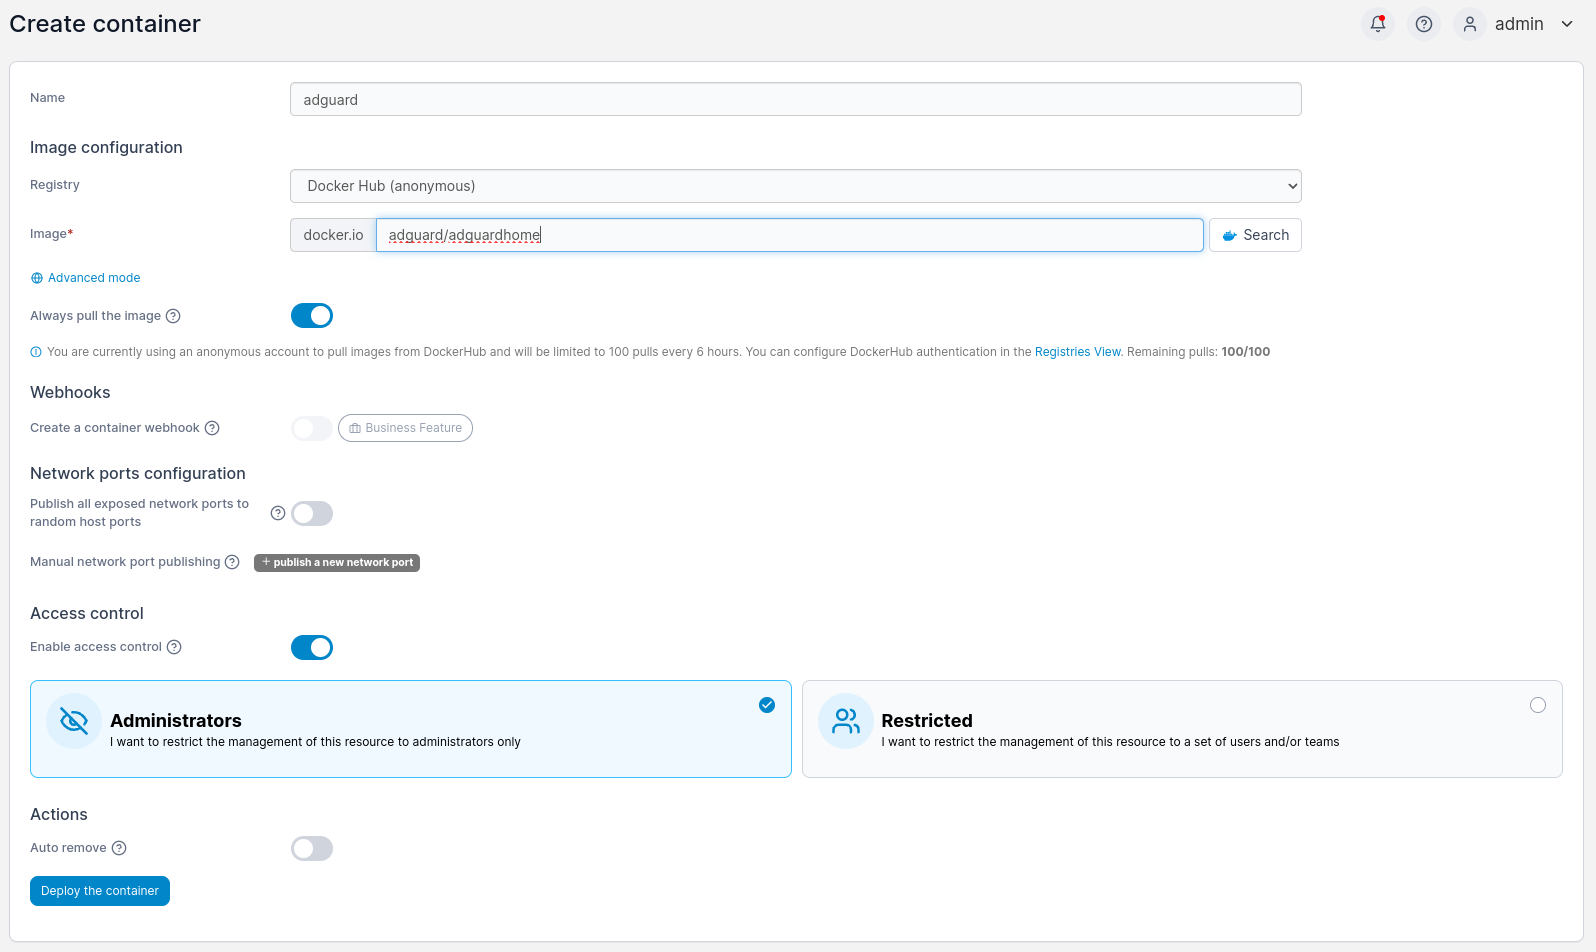 Create container
admin
Name
adguard
Image configuration
Registry
Docker Hub (anonymous)
Image*
docker.io
adguard/adguardhome
Search
Advanced mode
Always pull the image
You are currently using an anonymous account to pull images from DockerHub and will be limited to 100 pulls every 6 hours. You can configure DockerHub authentication in the Registries View. Remaining pulls: 100/100
Webhooks
Create a container webhook
Business Feature
Network ports configuration
Publish all exposed network ports to
random host ports
Manual network port publishing
+ publish a new network port
Access control
Enable access control
Administrators
I want to restrict the management of this resource to administrators only
Restricted
I want to restrict the management of this resource to a set of users and/or teams
Actions
Auto remove
Deploy the container